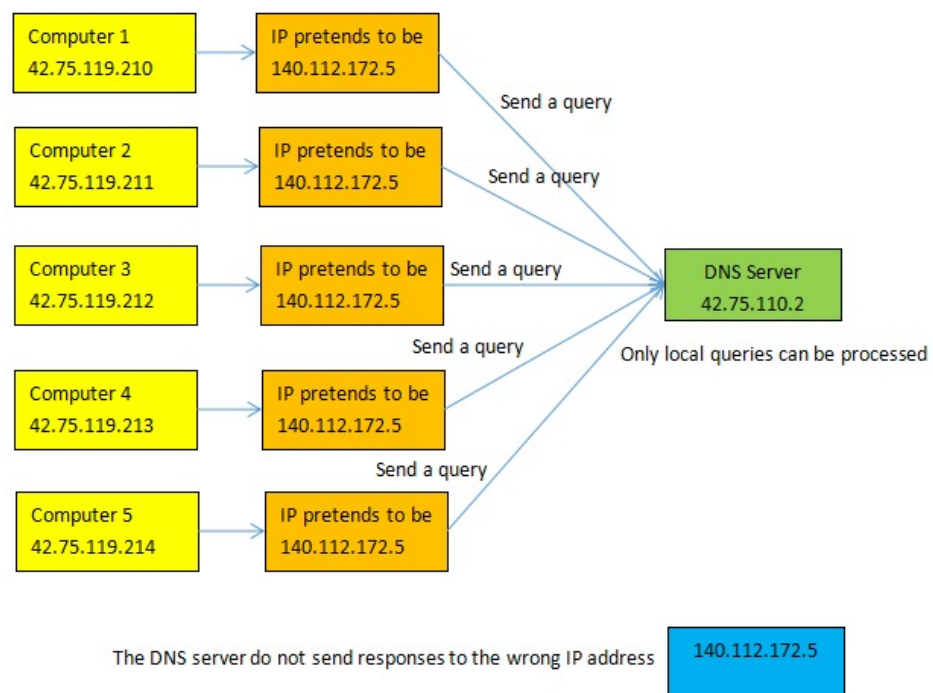 Computer 1
42.75.119.210
IP pretends to be
140.112.172.5
Send a query
Computer 2
42.75.119.211
IP pretends to be
140.112.172.5
Send a query
Computer 3
42.75.119.212
IP pretends to be
140.112.172.5
Send a query
DNS Server
42.75.110.2
Only local queries can be processed
Send a query
Computer 4
42.75.119.213
IP pretends to be
140.112.172.5
Send a query
Computer 5
42.75.119.214
IP pretends to be
140.112.172.5
The DNS server do not send responses to the wrong IP address
140.112.172.5